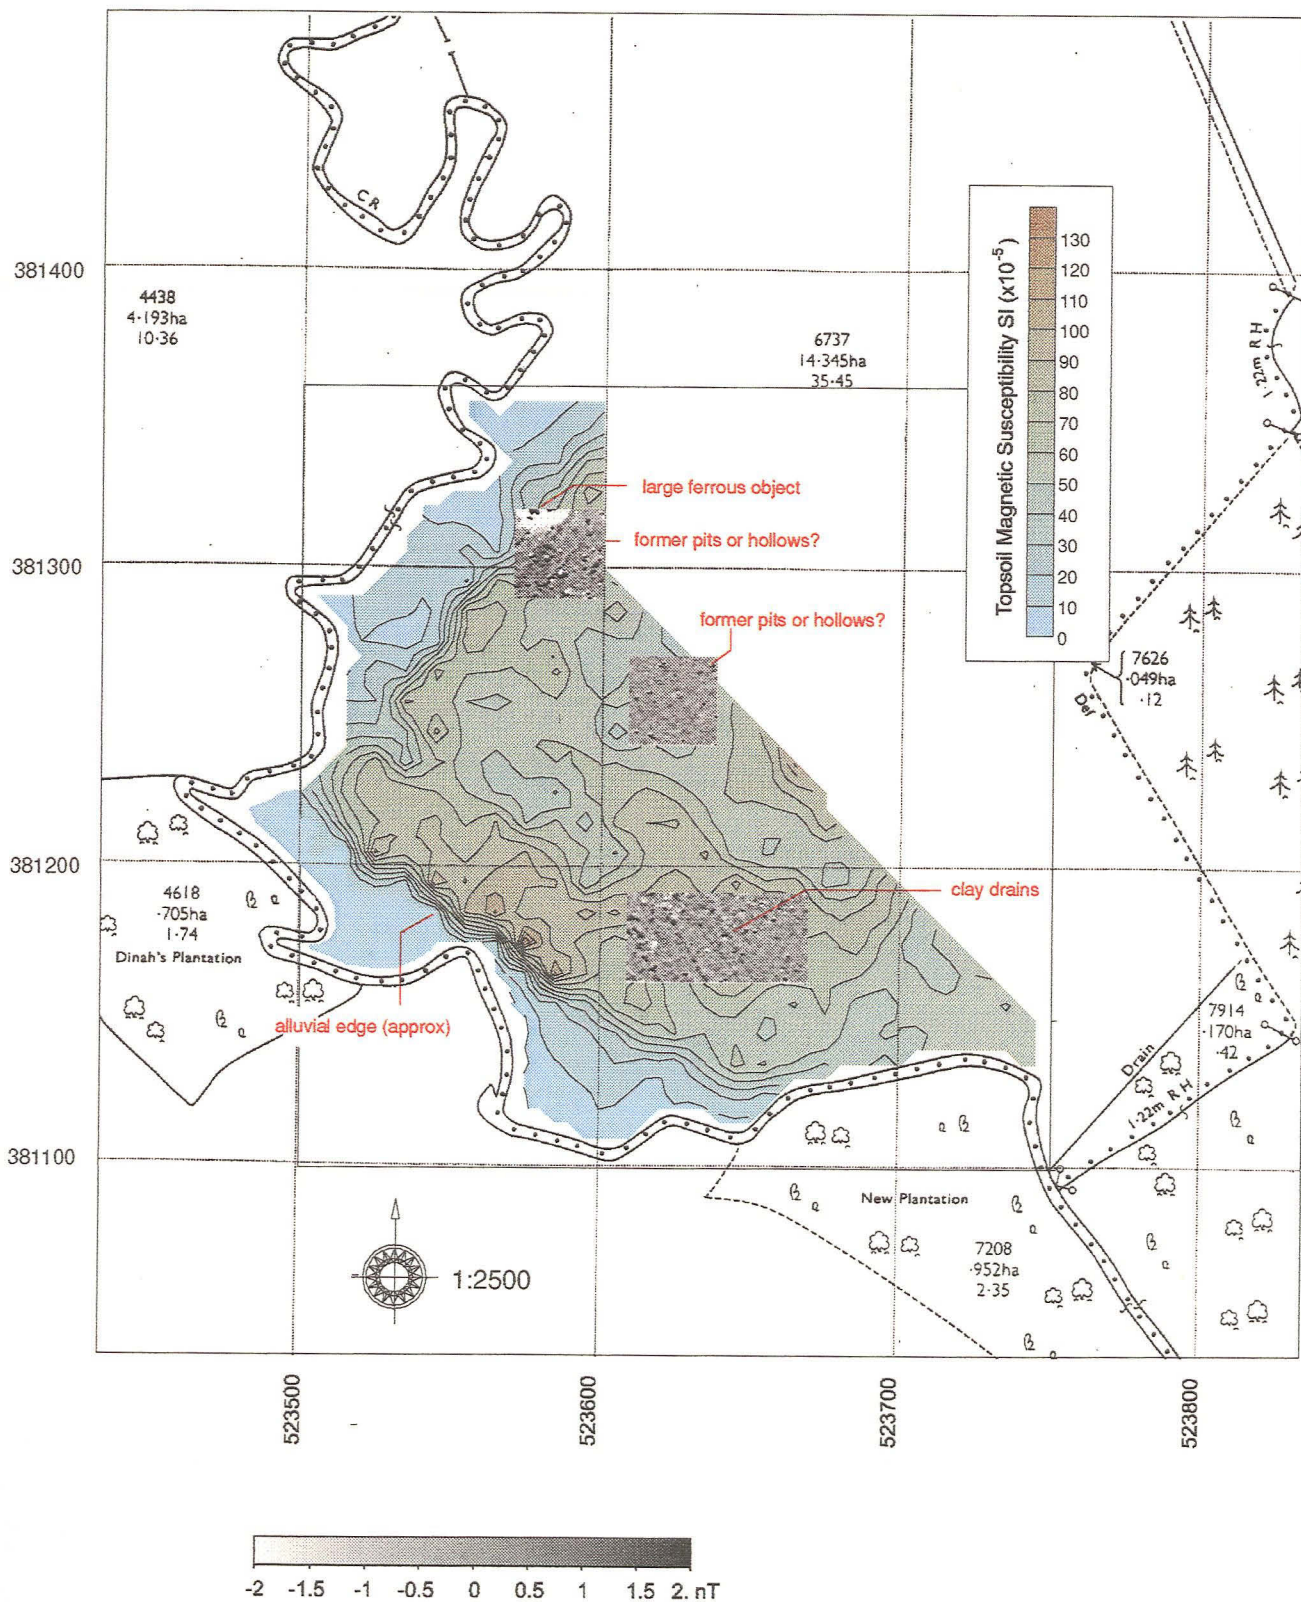 C R
381400
4438
4·193ha
10·36
6737
14·345ha
35·45
Topsoil Magnetic Susceptibility SI (x10-5)
130
120
110
100
90
80
70
60
50
40
30
20
10
0
1·22m R H
large ferrous object
former pits or hollows?
381300
former pits or hollows?
7626
·049ha
·12
Def
381200
4618
·705ha
1·74
Dinah's Plantation
clay drains
alluvial edge (approx)
7914
·170ha
·42
Drain
1·22m R H
381100
New Plantation
7208
·952ha
2·35
1:2500
523500
523600
523700
523800
-2 -1.5 -1 -0.5 0 0.5 1 1.5 2. nT